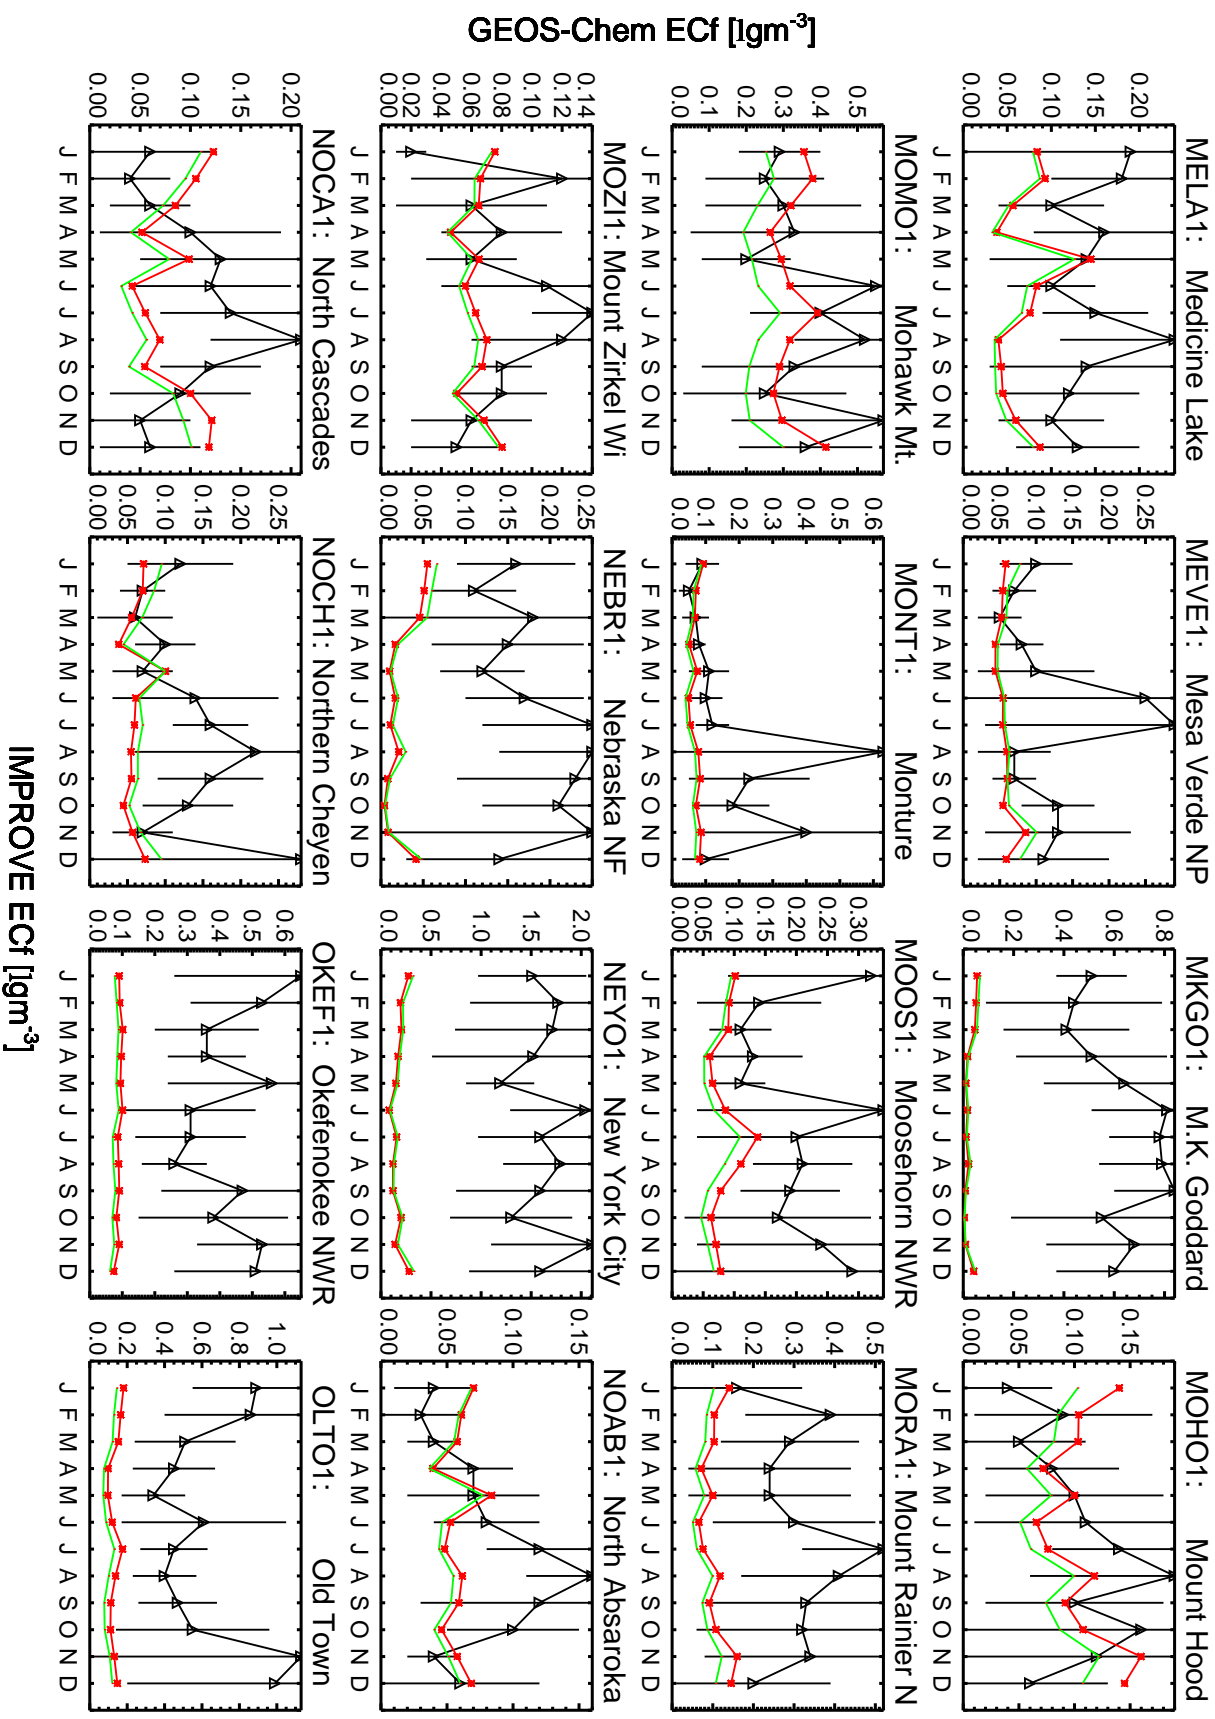 GEOS-Chem ECf [lgm⁻³]
MELA1: Medicine Lake
0.20
0.15
0.10
0.05
0.00
J F M A M J J A S O N D
MEVE1: Mesa Verde NP
0.25
0.20
0.15
0.10
0.05
0.00
J F M A M J J A S O N D
MKGO1: M.K. Goddard
0.8
0.6
0.4
0.2
0.0
J F M A M J J A S O N D
MOHO1: Mount Hood
0.15
0.10
0.05
0.00
J F M A M J J A S O N D
MOMO1: Mohawk Mt.
0.5
0.4
0.3
0.2
0.1
0.0
J F M A M J J A S O N D
MONT1: Monture
0.6
0.5
0.4
0.3
0.2
0.1
0.0
J F M A M J J A S O N D
MOOS1: Moosehorn NWR
0.30
0.25
0.20
0.15
0.10
0.05
0.00
J F M A M J J A S O N D
MORA1: Mount Rainier N
0.5
0.4
0.3
0.2
0.1
0.0
J F M A M J J A S O N D
MOZI1: Mount Zirkel Wi
0.14
0.12
0.10
0.08
0.06
0.04
0.02
0.00
J F M A M J J A S O N D
NEBR1: Nebraska NF
0.25
0.20
0.15
0.10
0.05
0.00
J F M A M J J A S O N D
NEYO1: New York City
2.0
1.5
1.0
0.5
0.0
J F M A M J J A S O N D
NOAB1: North Absaroka
0.15
0.10
0.05
0.00
J F M A M J J A S O N D
NOCA1: North Cascades
0.20
0.15
0.10
0.05
0.00
J F M A M J J A S O N D
NOCH1: Northern Cheyen
0.25
0.20
0.15
0.10
0.05
0.00
J F M A M J J A S O N D
OKEF1: Okefenokee NWR
0.6
0.5
0.4
0.3
0.2
0.1
0.0
J F M A M J J A S O N D
OLTO1: Old Town
1.0
0.8
0.6
0.4
0.2
0.0
J F M A M J J A S O N D
IMPROVE ECf [lgm⁻³]